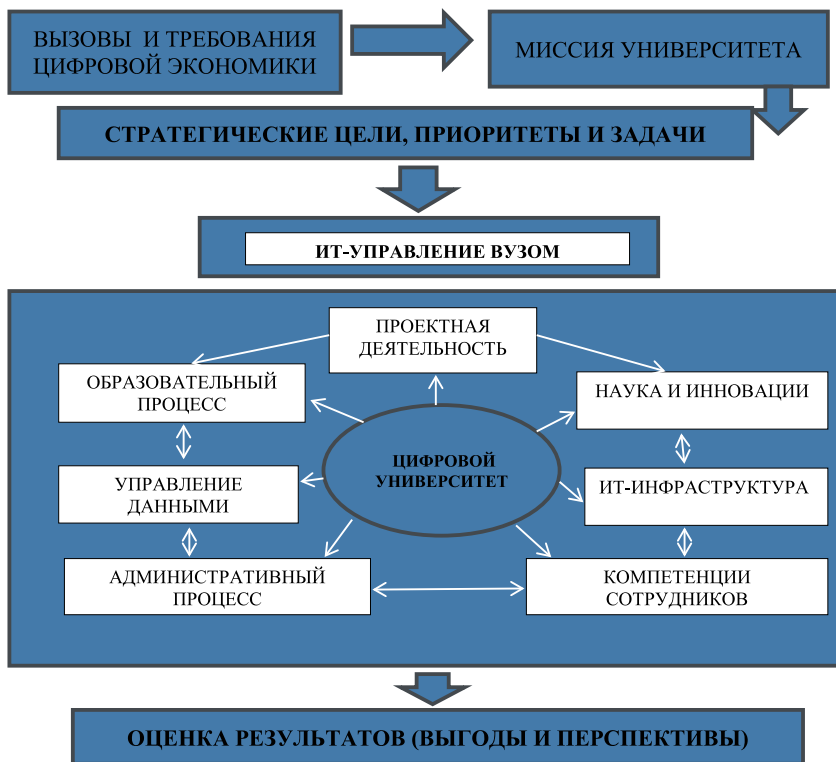 ВЫЗОВЫ И ТРЕБОВАНИЯ
ЦИФРОВОЙ ЭКОНОМИКИ
МИССИЯ УНИВЕРСИТЕТА
СТРАТЕГИЧЕСКИЕ ЦЕЛИ, ПРИОРИТЕТЫ И ЗАДАЧИ
ИТ-УПРАВЛЕНИЕ ВУЗОМ
ПРОЕКТНАЯ
ДЕЯТЕЛЬНОСТЬ
ОБРАЗОВАТЕЛЬНЫЙ
ПРОЦЕСС
НАУКА И ИННОВАЦИИ
ЦИФРОВОЙ
УНИВЕРСИТЕТ
УПРАВЛЕНИЕ
ДАННЫМИ
ИТ-ИНФРАСТРУКТУРА
АДМИНИСТРАТИВНЫЙ
ПРОЦЕСС
КОМПЕТЕНЦИИ
СОТРУДНИКОВ
ОЦЕНКА РЕЗУЛЬТАТОВ (ВЫГОДЫ И ПЕРСПЕКТИВЫ)